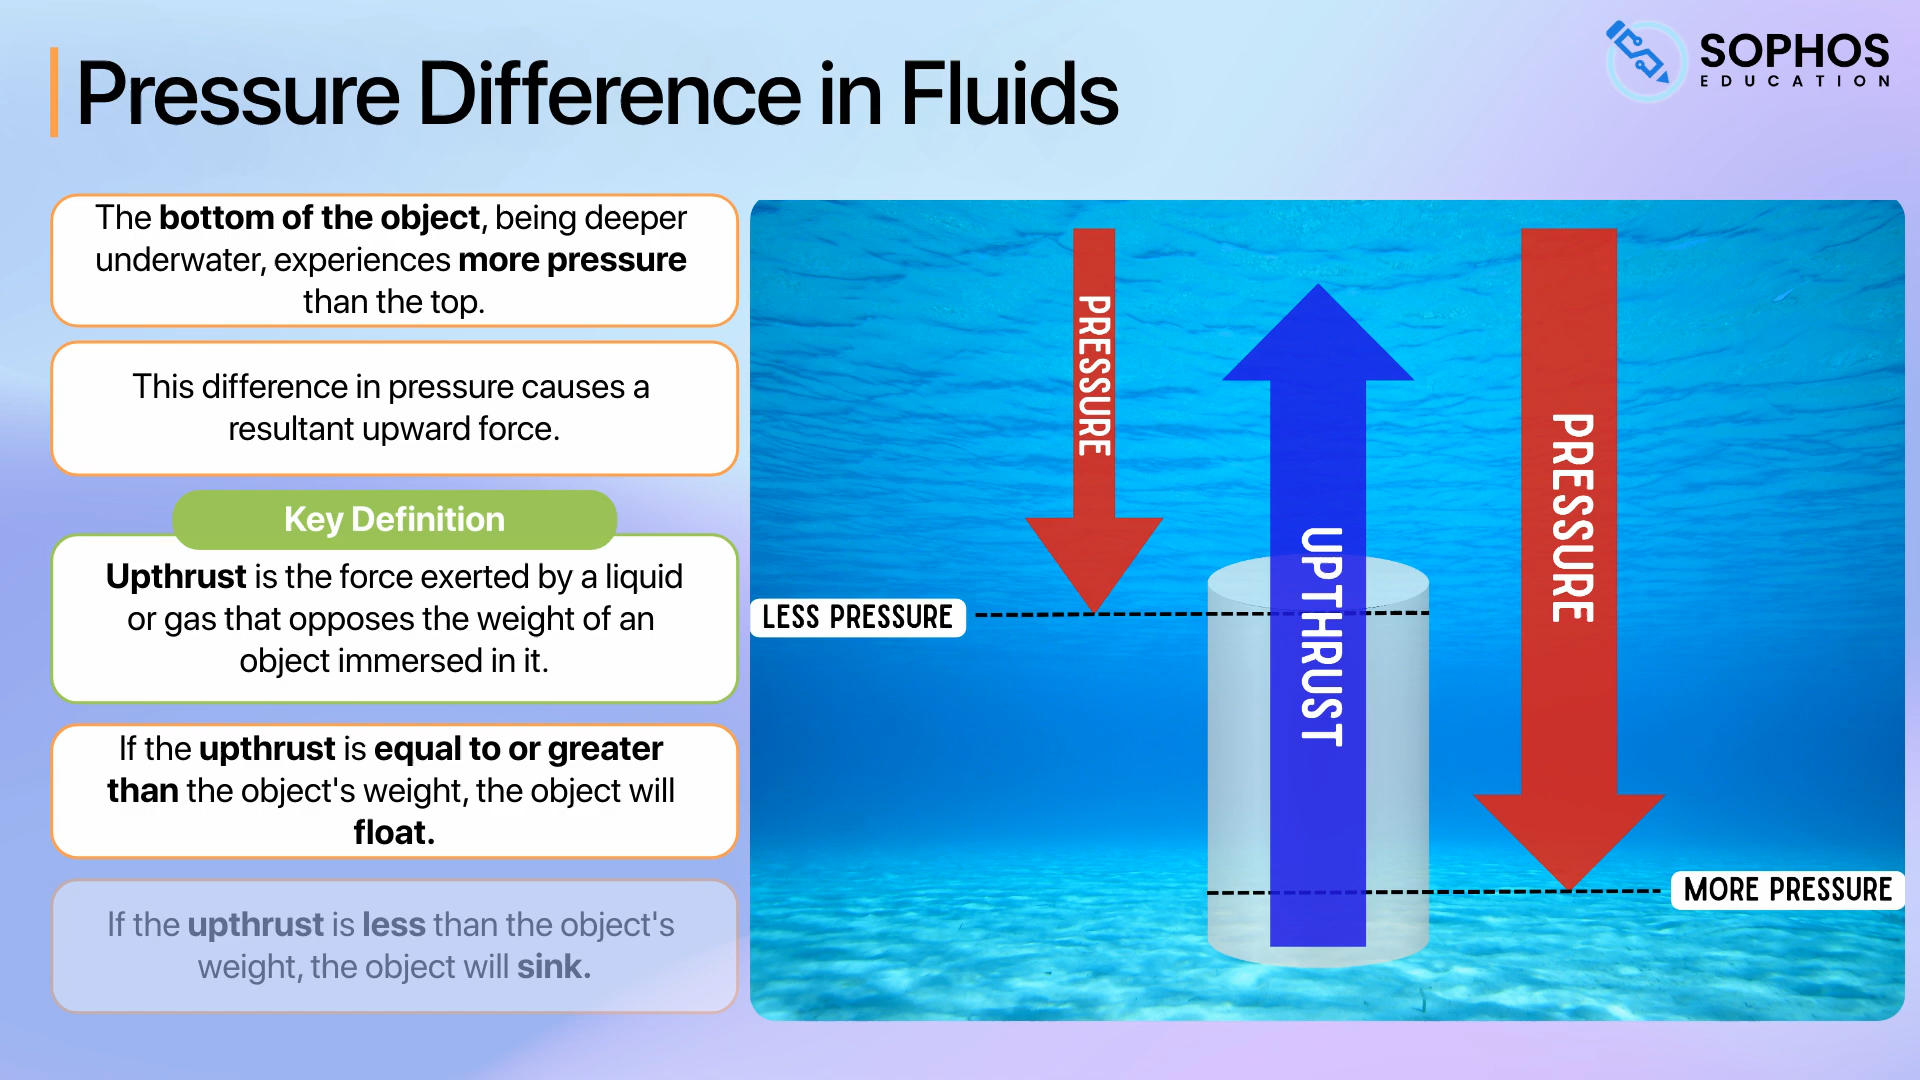 Pressure Difference in Fluids
SOPHOS
EDUCATION
The bottom of the object, being deeper
underwater, experiences more pressure
than the top.
This difference in pressure causes a
resultant upward force.
Key Definition
Upthrust is the force exerted by a liquid
or gas that opposes the weight of an
object immersed in it.
If the upthrust is equal to or greater
than the object's weight, the object will
float.
If the upthrust is less than the object's
weight, the object will sink.
PRESSURE
UPTHRUST
PRESSURE
LESS PRESSURE
MORE PRESSURE